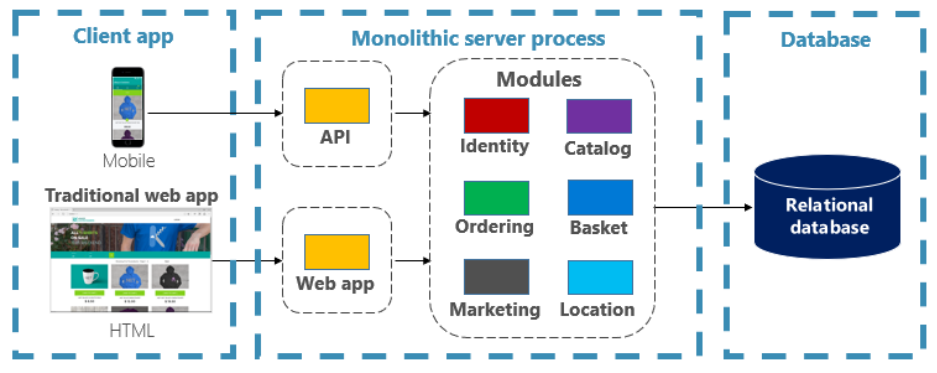 Client app
Mobile
Traditional web app
HTML
Monolithic server process
API
Web app
Modules
Identity
Catalog
Ordering
Basket
Marketing
Location
Database
Relational
database